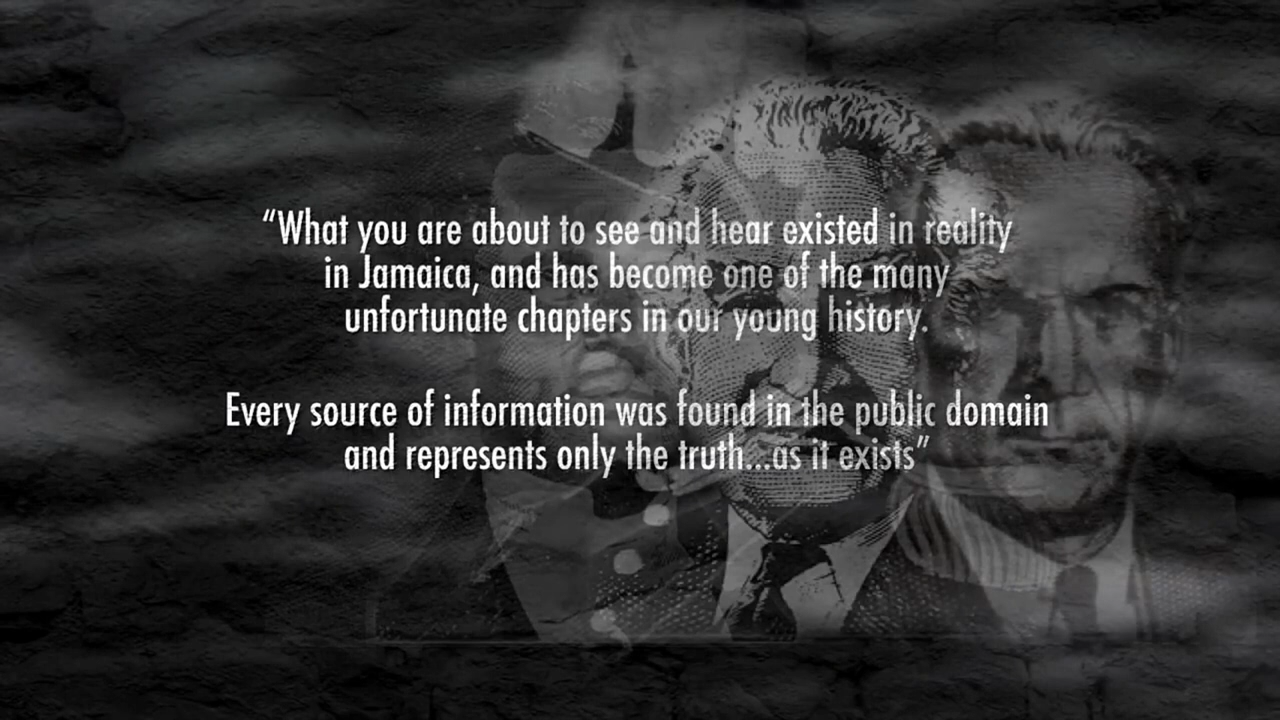 “What you are about to see and hear existed in reality
in Jamaica, and has become one of the many
unfortunate chapters in our young history.
Every source of information was found in the public domain
and represents only the truth...as it exists”